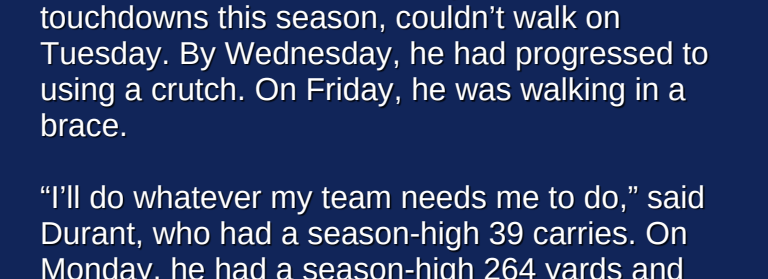 touchdowns this season, couldn’t walk on
Tuesday. By Wednesday, he had progressed to
using a crutch. On Friday, he was walking in a
brace.
“I’ll do whatever my team needs me to do,” said
Durant, who had a season-high 39 carries. On
Monday, he had a season-high 264 yards and